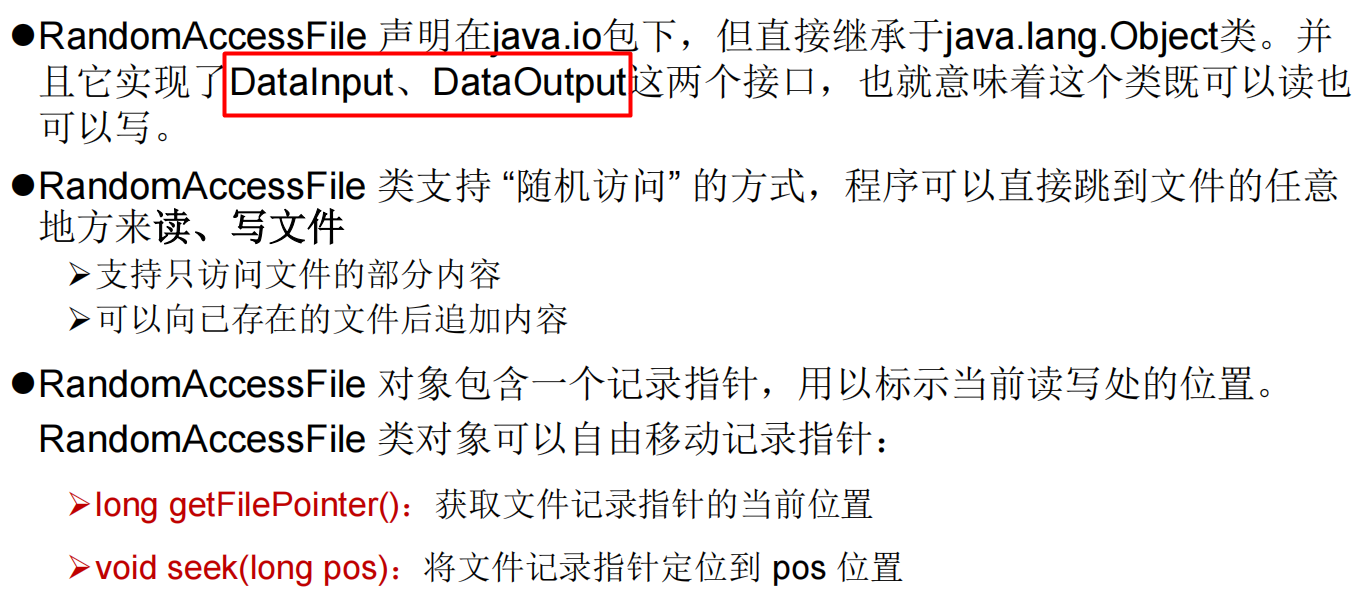 ●RandomAccessFile 声明在java.io包下，但直接继承于java.lang.Object类。并
且它实现了DataInput、DataOutput这两个接口，也就意味着这个类既可以读也
可以写。
●RandomAccessFile 类支持 “随机访问” 的方式，程序可以直接跳到文件的任意
地方来读、写文件
➢支持只访问文件的部分内容
➢可以向已存在的文件后追加内容
●RandomAccessFile 对象包含一个记录指针，用以标示当前读写处的位置。
RandomAccessFile 类对象可以自由移动记录指针：
➢long getFilePointer()：获取文件记录指针的当前位置
➢void seek(long pos)：将文件记录指针定位到 pos 位置